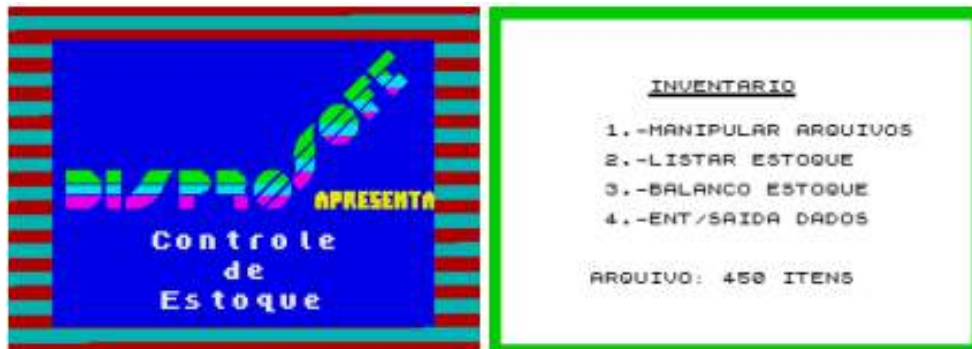 DISPROSOFT
APRESENTA
Controle
de
Estoque
INVENTARIO
1.-MANIPULAR ARQUIVOS
2.-LISTAR ESTOQUE
3.-BALANCO ESTOQUE
4.-ENT/SAIDA DADOS
ARQUIVO: 450 ITENS